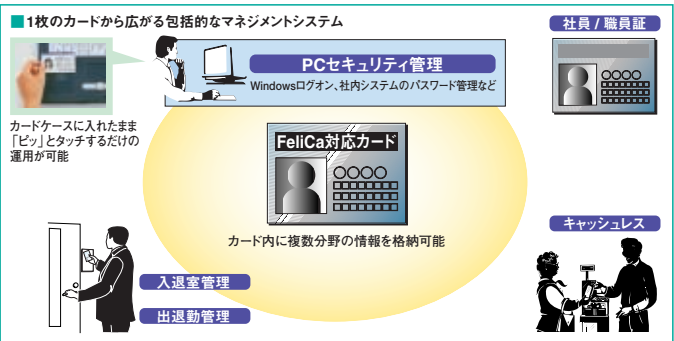 ■1枚のカードから広がる包括的なマネジメントシステム
社員 / 職員証
PCセキュリティ管理
Windowsログオン、社内システムのパスワード管理など
カードケースに入れたまま
「ピッ」とタッチするだけの
運用が可能
FeliCa対応カード
カード内に複数分野の情報を格納可能
キャッシュレス
入退室管理
出退勤管理